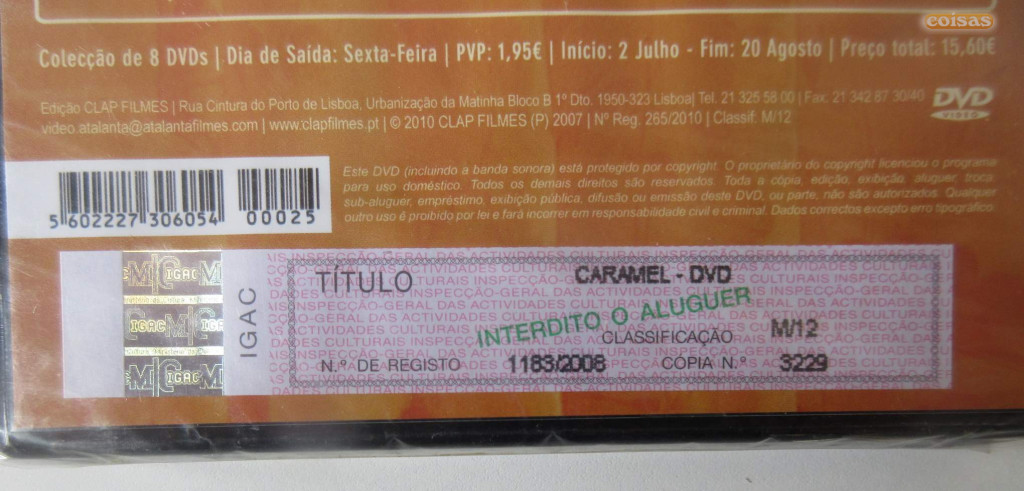 coisas
Colecção de 8 DVDs | Dia de Saída: Sexta-Feira | PVP: 1,95€ | Início: 2 Julho - Fim: 20 Agosto | Preço total: 15,60€
Edição CLAP FILMES | Rua Cintura do Porto de Lisboa, Urbanização da Matinha Bloco B 1º Dto. 1950-323 Lisboa| Tel. 21 325 58 00 | Fax. 21 342 87 30/40
video.atalanta@atalantafilmes.com | www.clapfilmes.pt | © 2010 CLAP FILMES (P) 2007 | Nº Reg. 265/2010 | Classif. M/12
DVD
VIDEO
Este DVD (incluindo a banda sonora) está protegido por copyright. O proprietário do copyright licenciou o programa
para uso doméstico. Todos os demais direitos são reservados. Toda a cópia, edição, exibição, aluguer, troca,
sub-aluguer, empréstimo, exibição pública, difusão ou emissão deste DVD, ou parte, não são autorizados. Qualquer
outro uso é proibido por lei e fará incorrer em responsabilidade civil e criminal. Dados correctos excepto erro tipográfico.
5 602227 306054 00025
IGAC
TÍTULO CARAMEL - DVD
INTERDITO O ALUGUER
CLASSIFICAÇÃO M/12
N.º DE REGISTO 1183/2008 COPIA N.º 3229